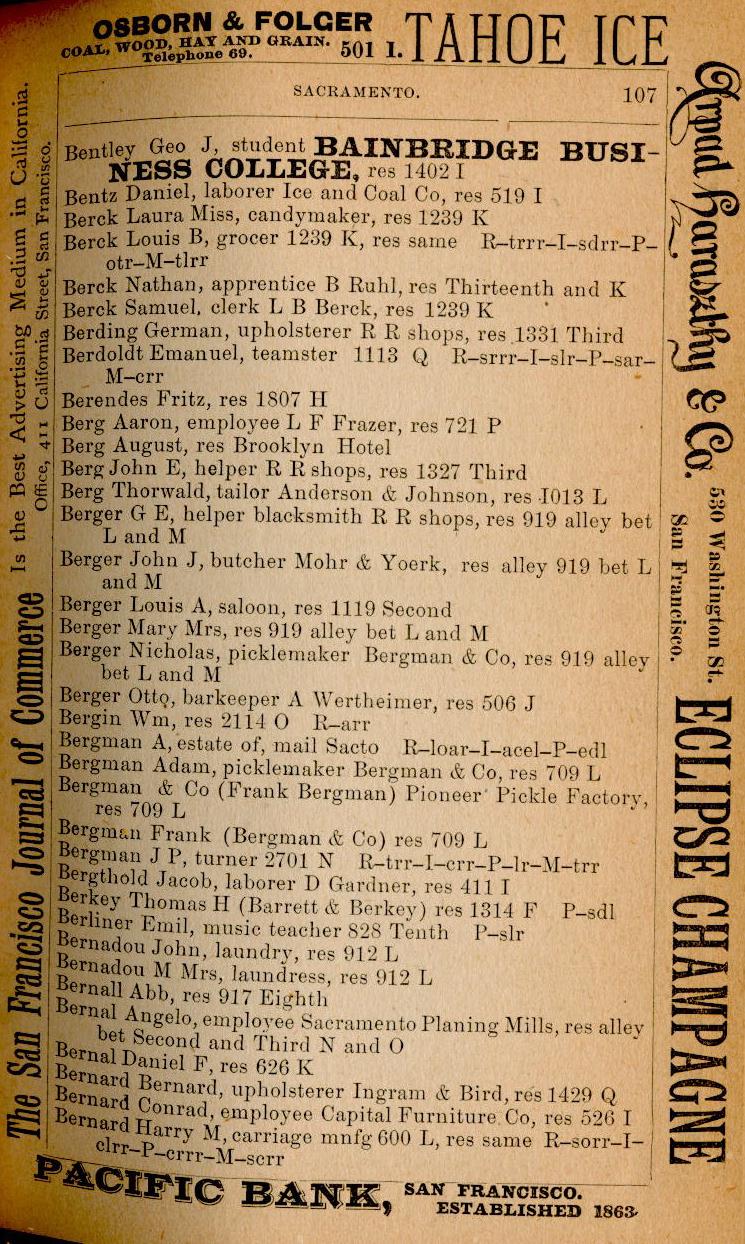 OSBORN & FOLGER
COAL, WOOD, HAY AND GRAIN. 501 I.
Telephone 69.
TAHOE ICE
SACRAMENTO. 107
Bentley Geo J, student BAINBRIDGE BUSI-
NESS COLLEGE, res 1402 I
Bentz Daniel, laborer Ice and Coal Co, res 519 I
Berck Laura Miss, candymaker, res 1239 K
Berck Louis B, grocer 1239 K, res same R-trrr-I-sdrr-P-
otr-M-tlrr
Berck Nathan, apprentice B Ruhl, res Thirteenth and K
Berck Samuel, clerk L B Berck, res 1239 K
Berding German, upholsterer R R shops, res 1331 Third
Berdoldt Emanuel, teamster 1113 Q R-srrr-I-slr-P-sar-
M-crr
Berendes Fritz, res 1807 H
Berg Aaron, employee L F Frazer, res 721 P
Berg August, res Brooklyn Hotel
Berg John E, helper R R shops, res 1327 Third
Berg Thorwald, tailor Anderson & Johnson, res 1013 L
Berger G E, helper blacksmith R R shops, res 919 alley bet
L and M
Berger John J, butcher Mohr & Yoerk, res alley 919 bet L
and M
Berger Louis A, saloon, res 1119 Second
Berger Mary Mrs, res 919 alley bet L and M
Berger Nicholas, picklemaker Bergman & Co, res 919 alley
bet L and M
Berger Otto, barkeeper A Wertheimer, res 506 J
Bergin Wm, res 2114 O R-arr
Bergman A, estate of, mail Sacto R-loar-I-acel-P-edl
Bergman Adam, picklemaker Bergman & Co, res 709 L
Bergman & Co (Frank Bergman) Pioneer Pickle Factory,
res 709 L
Bergman Frank (Bergman & Co) res 709 L
Bergman J P, turner 2701 N R-trr-I-crr-P-lr-M-trr
Bergthold Jacob, laborer D Gardner, res 411 I
Berkey Thomas H (Barrett & Berkey) res 1314 F P-sdl
Berliner Emil, music teacher 828 Tenth P-slr
Bernadou John, laundry, res 912 L
Bernadou M Mrs, laundress, res 912 L
Bernall Abb, res 917 Eighth
Bernal Angelo, employee Sacramento Planing Mills, res alley
bet Second and Third N and O
Bernal Daniel F, res 626 K
Bernard Bernard, upholsterer Ingram & Bird, res 1429 Q
Bernard Conrad, employee Capital Furniture Co, res 526 I
Bernard Harry M, carriage mnfg 600 L, res same R-sorr-I-
clrr-P-crrr-M-scrr
PACIFIC BANK, SAN FRANCISCO.
ESTABLISHED 1863.
The San Francisco Journal of Commerce Is the Best Advertising Medium in California.
Office, 411 California Street, San Francisco.
Arpad Haraszthy & Co. 530 Washington St.
San Francisco.
ECLIPSE CHAMPAGNE